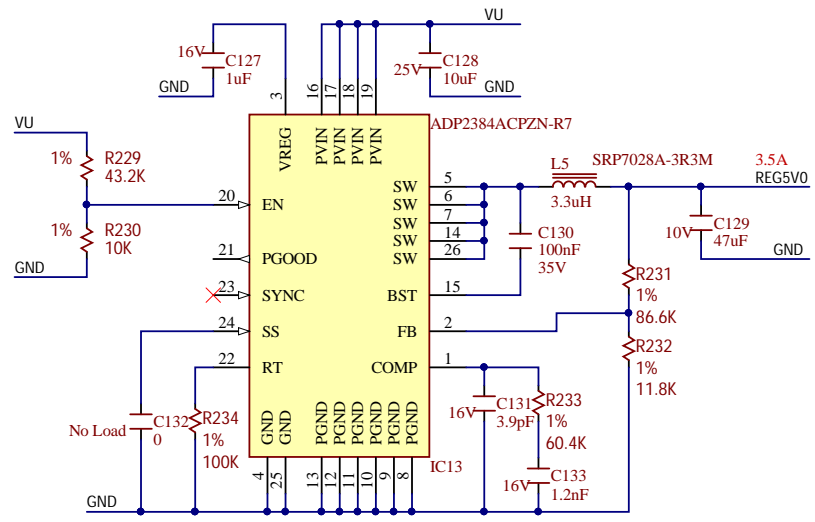 VU
16V
C127
1uF
GND
C128
25V
10uF
GND
16
17
18
19
3
VREG
PVIN
PVIN
PVIN
PVIN
ADP2384ACPZN-R7
VU
1%
R229
43.2K
1%
R230
10K
GND
20
EN
21
PGOOD
23
SYNC
24
SS
22
RT
SW
5
SW
6
SW
7
SW
14
SW
26
BST
15
FB
2
COMP
1
L5
SRP7028A-3R3M
3.3uH
3.5A
REG5V0
C130
100nF
35V
C129
10V
47uF
GND
R231
1%
86.6K
R232
1%
11.8K
No Load
C132
0
R234
1%
100K
GND
GND
PGND
PGND
PGND
PGND
PGND
PGND
4
25
13
12
11
10
9
8
IC13
C131
16V
3.9pF
R233
1%
60.4K
C133
16V
1.2nF
GND